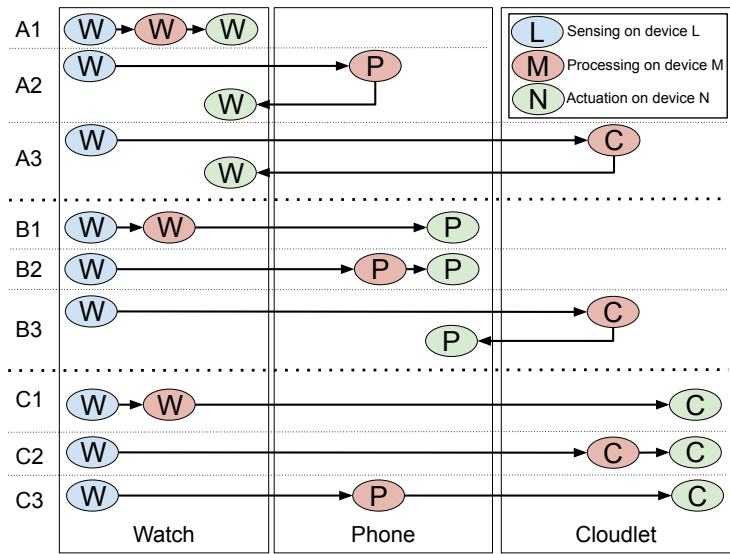 A1 W W W
L Sensing on device L
A2 W P
M Processing on device M
W
N Actuation on device N
A3 W C
W
B1 W W P
B2 W P P
B3 W C
P
C1 W W C
C2 W C C
C3 W P C
Watch Phone Cloudlet